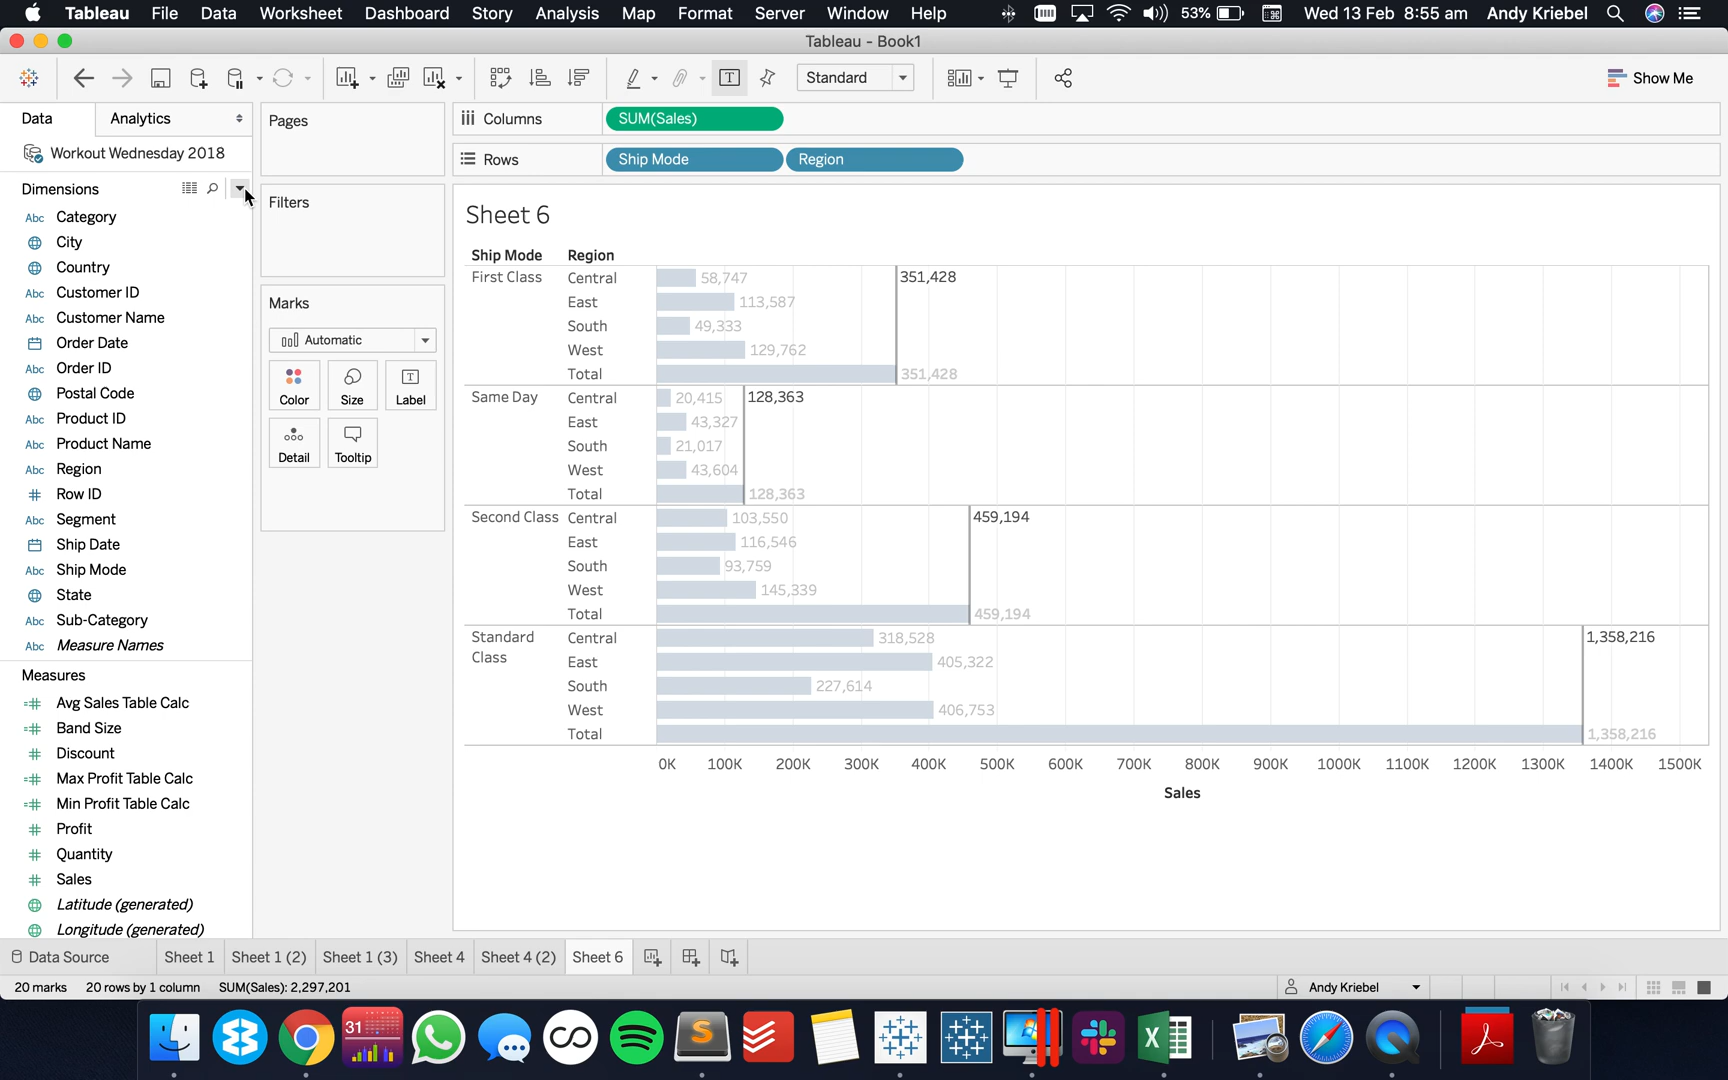 Tableau File Data Worksheet Dashboard Story Analysis Map Format Server Window Help 53% Wed 13 Feb 8:55 am Andy Kriebel
Tableau - Book1
Standard Show Me
Data Analytics Pages Columns SUM(Sales)
Workout Wednesday 2018 Rows Ship Mode Region
Dimensions Filters
Category
City
Country
Customer ID
Customer Name
Order Date
Order ID
Postal Code
Product ID
Product Name
Region
Row ID
Segment
Ship Date
Ship Mode
State
Sub-Category
Measure Names
Abc
Abc
Abc
Abc
Abc
Abc
Abc
Abc
Abc
Abc
Abc
Measures
Avg Sales Table Calc
Band Size
Discount
Max Profit Table Calc
Min Profit Table Calc
Profit
Quantity
Sales
Latitude (generated)
Longitude (generated)
Marks
Automatic
Color Size Label
Detail Tooltip
Sheet 6
Ship Mode Region
First Class Central 58,747 351,428
East 113,587
South 49,333
West 129,762
Total 351,428
Same Day Central 20,415 128,363
East 43,327
South 21,017
West 43,604
Total 128,363
Second Class Central 103,550 459,194
East 116,546
South 93,759
West 145,339
Total 459,194
Standard Class Central 318,528 1,358,216
East 405,322
South 227,614
West 406,753
Total 1,358,216
0K 100K 200K 300K 400K 500K 600K 700K 800K 900K 1000K 1100K 1200K 1300K 1400K 1500K
Sales
Data Source Sheet 1 Sheet 1 (2) Sheet 1 (3) Sheet 4 Sheet 4 (2) Sheet 6
20 marks 20 rows by 1 column SUM(Sales): 2,297,201 Andy Kriebel
31